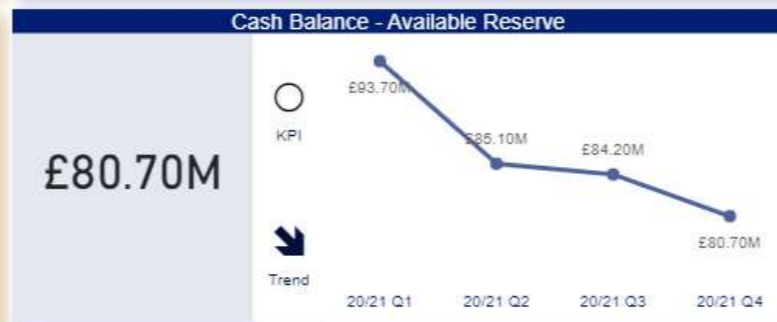 Cash Balance - Available Reserve
£80.70M
KPI
Trend
£93.70M
£85.10M
£84.20M
£80.70M
20/21 Q1
20/21 Q2
20/21 Q3
20/21 Q4